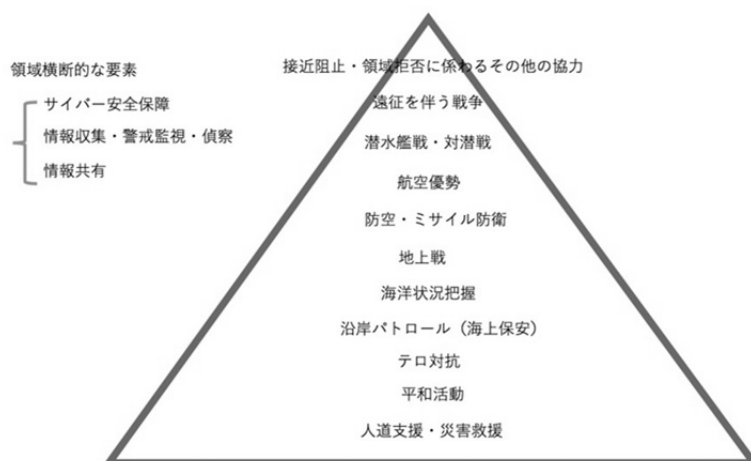 領域横断的な要素
サイバー安全保障
情報収集・警戒監視・偵察
情報共有
接近阻止・領域拒否に係わるその他の協力
遠征を伴う戦争
潜水艦戦・対潜戦
航空優勢
防空・ミサイル防衛
地上戦
海洋状況把握
沿岸パトロール（海上保安）
テロ対抗
平和活動
人道支援・災害救援